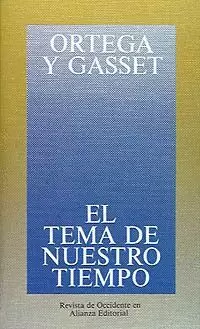 ORTEGA
Y GASSET
EL
TEMA DE
NUESTRO
TIEMPO
Revista de Occidente en
Alianza Editorial